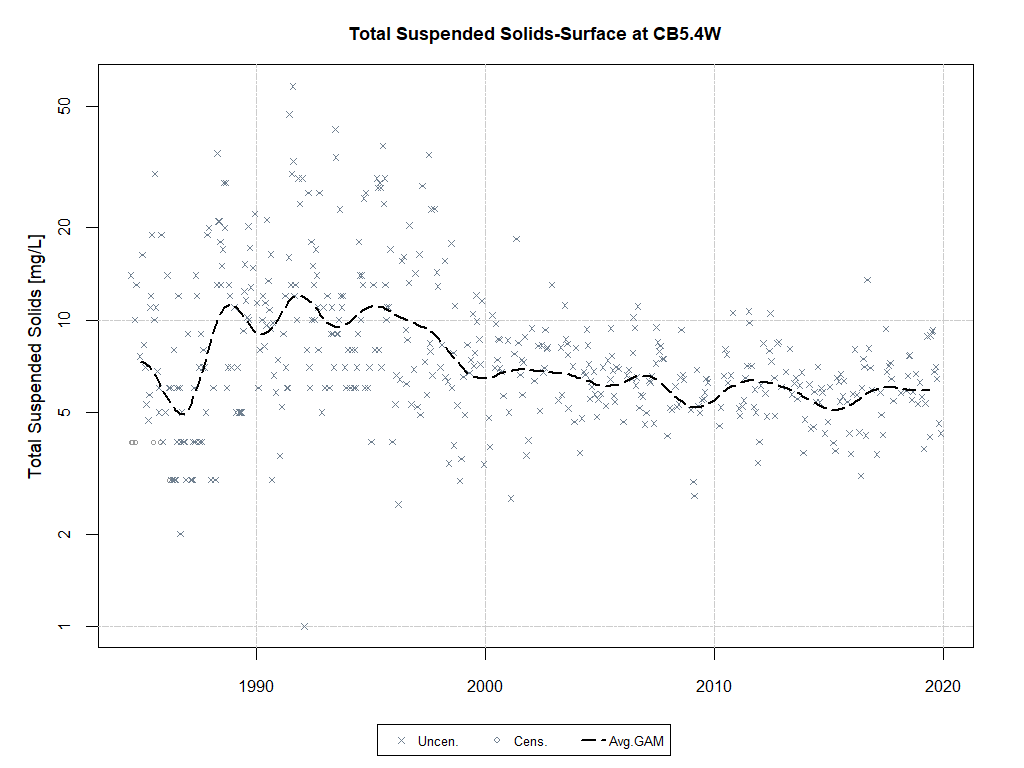 Total Suspended Solids-Surface at CB5.4W
Total Suspended Solids [mg/L]
50
20
10
5
2
1
1990 2000 2010 2020
Uncen. Cens. Avg.GAM